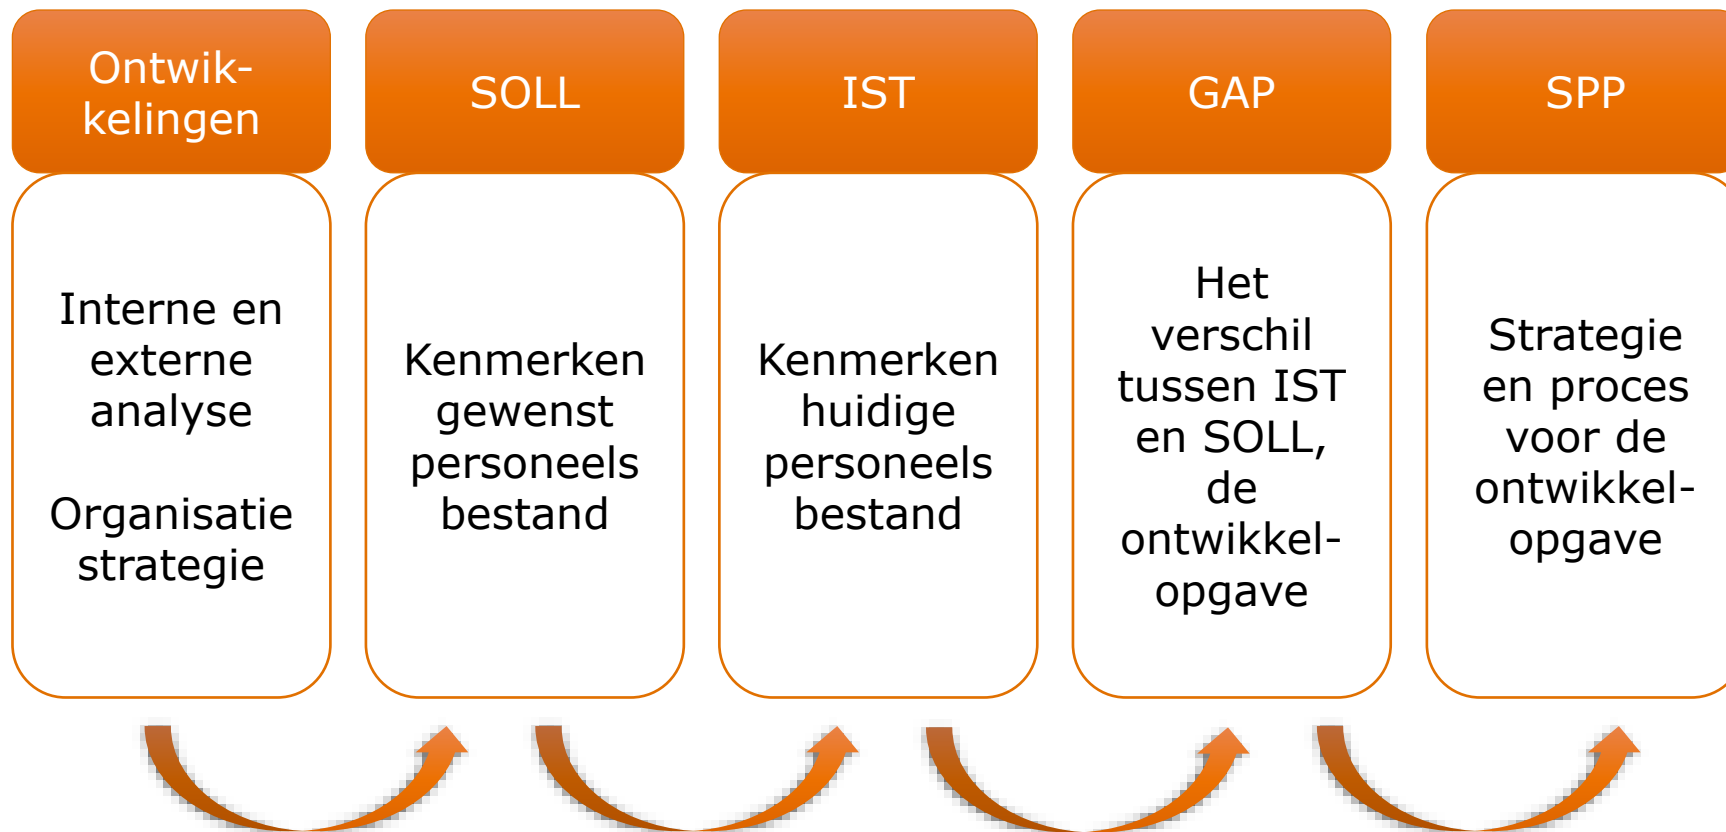 Ontwik-
kelingen
Interne en
externe
analyse
Organisatie
strategie
SOLL
Kenmerken
gewenst
personeels
bestand
IST
Kenmerken
huidige
personeels
bestand
GAP
Het
verschil
tussen IST
en SOLL,
de
ontwikkel-
opgave
SPP
Strategie
en proces
voor de
ontwikkel-
opgave